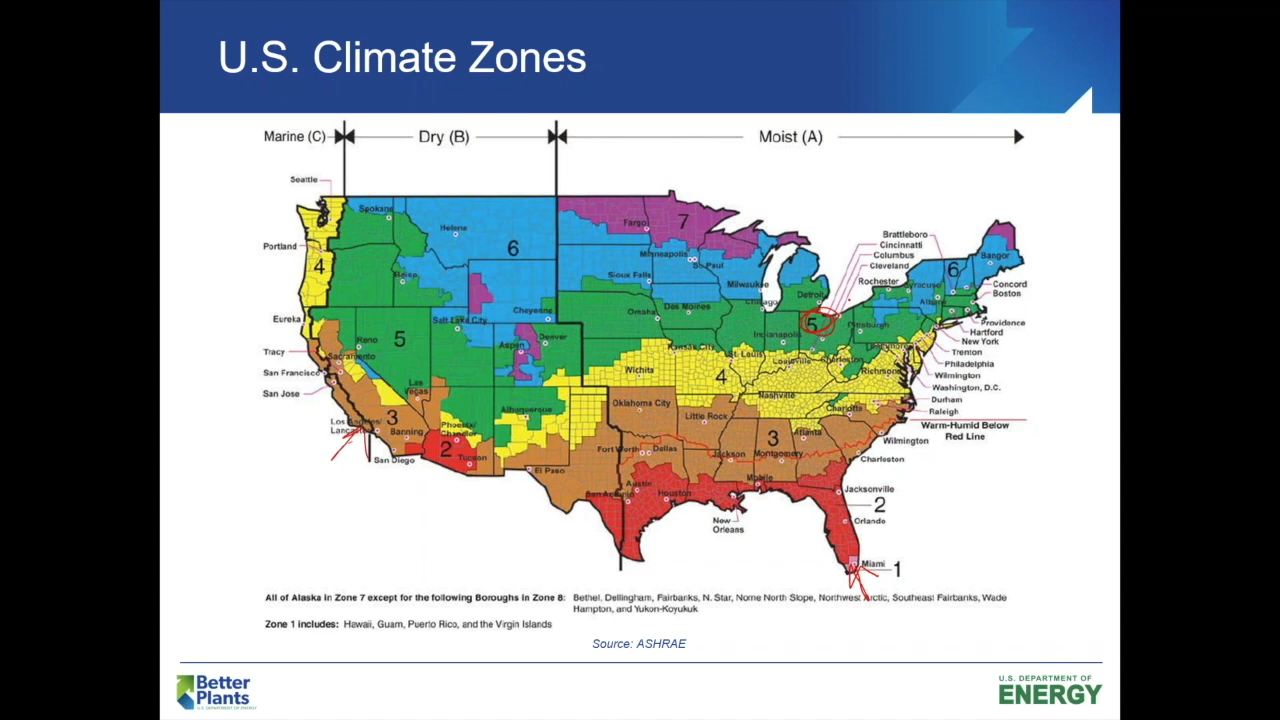 U.S. Climate Zones
Marine (C)
Dry (B)
Moist (A)
Seattle
Spokane
Helena
6
Fargo
7
Brattleboro
Cincinnati
Columbus
Cleveland
Portland
4
Boise
Minneapolis
St. Paul
6
Bangor
Sioux Falls
Milwaukee
Rochester
Syracuse
Concord
Boston
Detroit
Chicago
Albany
Eureka
Salt Lake City
Cheyenne
Omaha
Des Moines
5
Pittsburgh
Providence
Hartford
New York
Reno
5
Aspen
Denver
Indianapolis
Tracy
Sacramento
Kansas City
St. Louis
Louisville
Charleston
Trenton
Philadelphia
San Francisco
Wichita
4
Richmond
Wilmington
San Jose
Las
Vegas
Nashville
Washington, D.C.
Albuquerque
Oklahoma City
Little Rock
Charlotte
Durham
Raleigh
Los Angeles/
Lancaster
3
Banning
Phoenix/
Chandler
Atlanta
Warm-Humid Below
Red Line
2
Tucson
Fort Worth
Dallas
3
Jackson
Montgomery
Wilmington
San Diego
El Paso
Charleston
Austin
San Antonio
Houston
Mobile
Jacksonville
2
New
Orleans
Orlando
Miami
1
All of Alaska in Zone 7 except for the following Boroughs in Zone 8: Bethel, Dellingham, Fairbanks, N. Star, Nome North Slope, Northwest Arctic, Southeast Fairbanks, Wade
Hampton, and Yukon-Koyukuk
Zone 1 includes: Hawaii, Guam, Puerto Rico, and the Virgin Islands
Source: ASHRAE
Better
Plants
U.S. DEPARTMENT OF ENERGY
U.S. DEPARTMENT OF
ENERGY